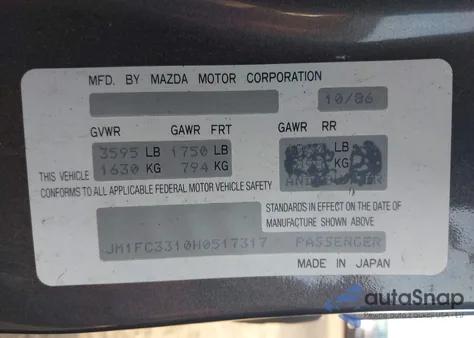 MFD. BY MAZDA MOTOR CORPORATION
10/86
GVWR GAWR FRT GAWR RR
3595 LB 1750 LB LB
1630 KG 794 KG KG
THIS VEHICLE
CONFORMS TO ALL APPLICABLE FEDERAL MOTOR VEHICLE SAFETY
STANDARDS IN EFFECT ON THE DATE OF
MANUFACTURE SHOWN ABOVE
JM1FC3310H0517317 PASSENGER
MADE IN JAPAN
autoSnap